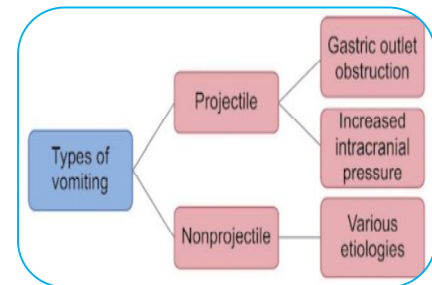 Types of
vomiting
Projectile
Gastric outlet
obstruction
Increased
intracranial
pressure
Nonprojectile
Various
etiologies